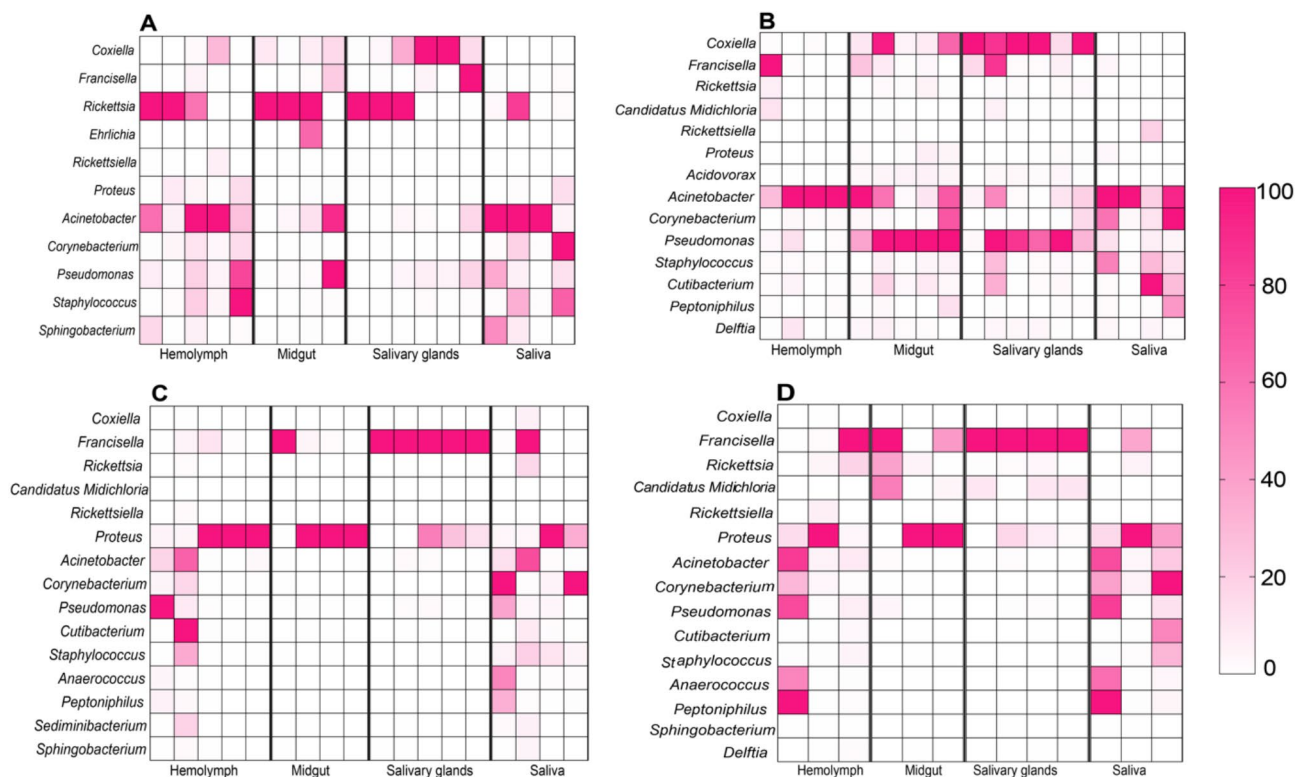 A
Coxiella
Francisella
Rickettsia
Ehrlichia
Rickettsiella
Proteus
Acinetobacter
Corynebacterium
Pseudomonas
Staphylococcus
Sphingobacterium
Hemolymph Midgut Salivary glands Saliva
B
Coxiella
Francisella
Rickettsia
Candidatus Midichloria
Rickettsiella
Proteus
Acidovorax
Acinetobacter
Corynebacterium
Pseudomonas
Staphylococcus
Cutibacterium
Peptoniphilus
Delftia
Hemolymph Midgut Salivary glands Saliva
100
80
60
40
20
0
C
Coxiella
Francisella
Rickettsia
Candidatus Midichloria
Rickettsiella
Proteus
Acinetobacter
Corynebacterium
Pseudomonas
Cutibacterium
Staphylococcus
Anaerococcus
Peptoniphilus
Sediminibacterium
Sphingobacterium
Hemolymph Midgut Salivary glands Saliva
D
Coxiella
Francisella
Rickettsia
Candidatus Midichloria
Rickettsiella
Proteus
Acinetobacter
Corynebacterium
Pseudomonas
Cutibacterium
Staphylococcus
Anaerococcus
Peptoniphilus
Sphingobacterium
Delftia
Hemolymph Midgut Salivary glands Saliva